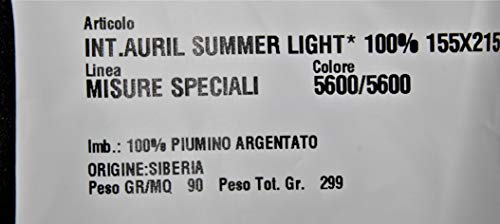 Articolo
INT.AURIL SUMMER LIGHT* 100% 155X215
Linea Colore
MISURE SPECIALI 5600/5600
Imb.: 100% PIUMINO ARGENTATO
ORIGINE:SIBERIA
Peso GR/MQ 90 Peso Tot. Gr. 299